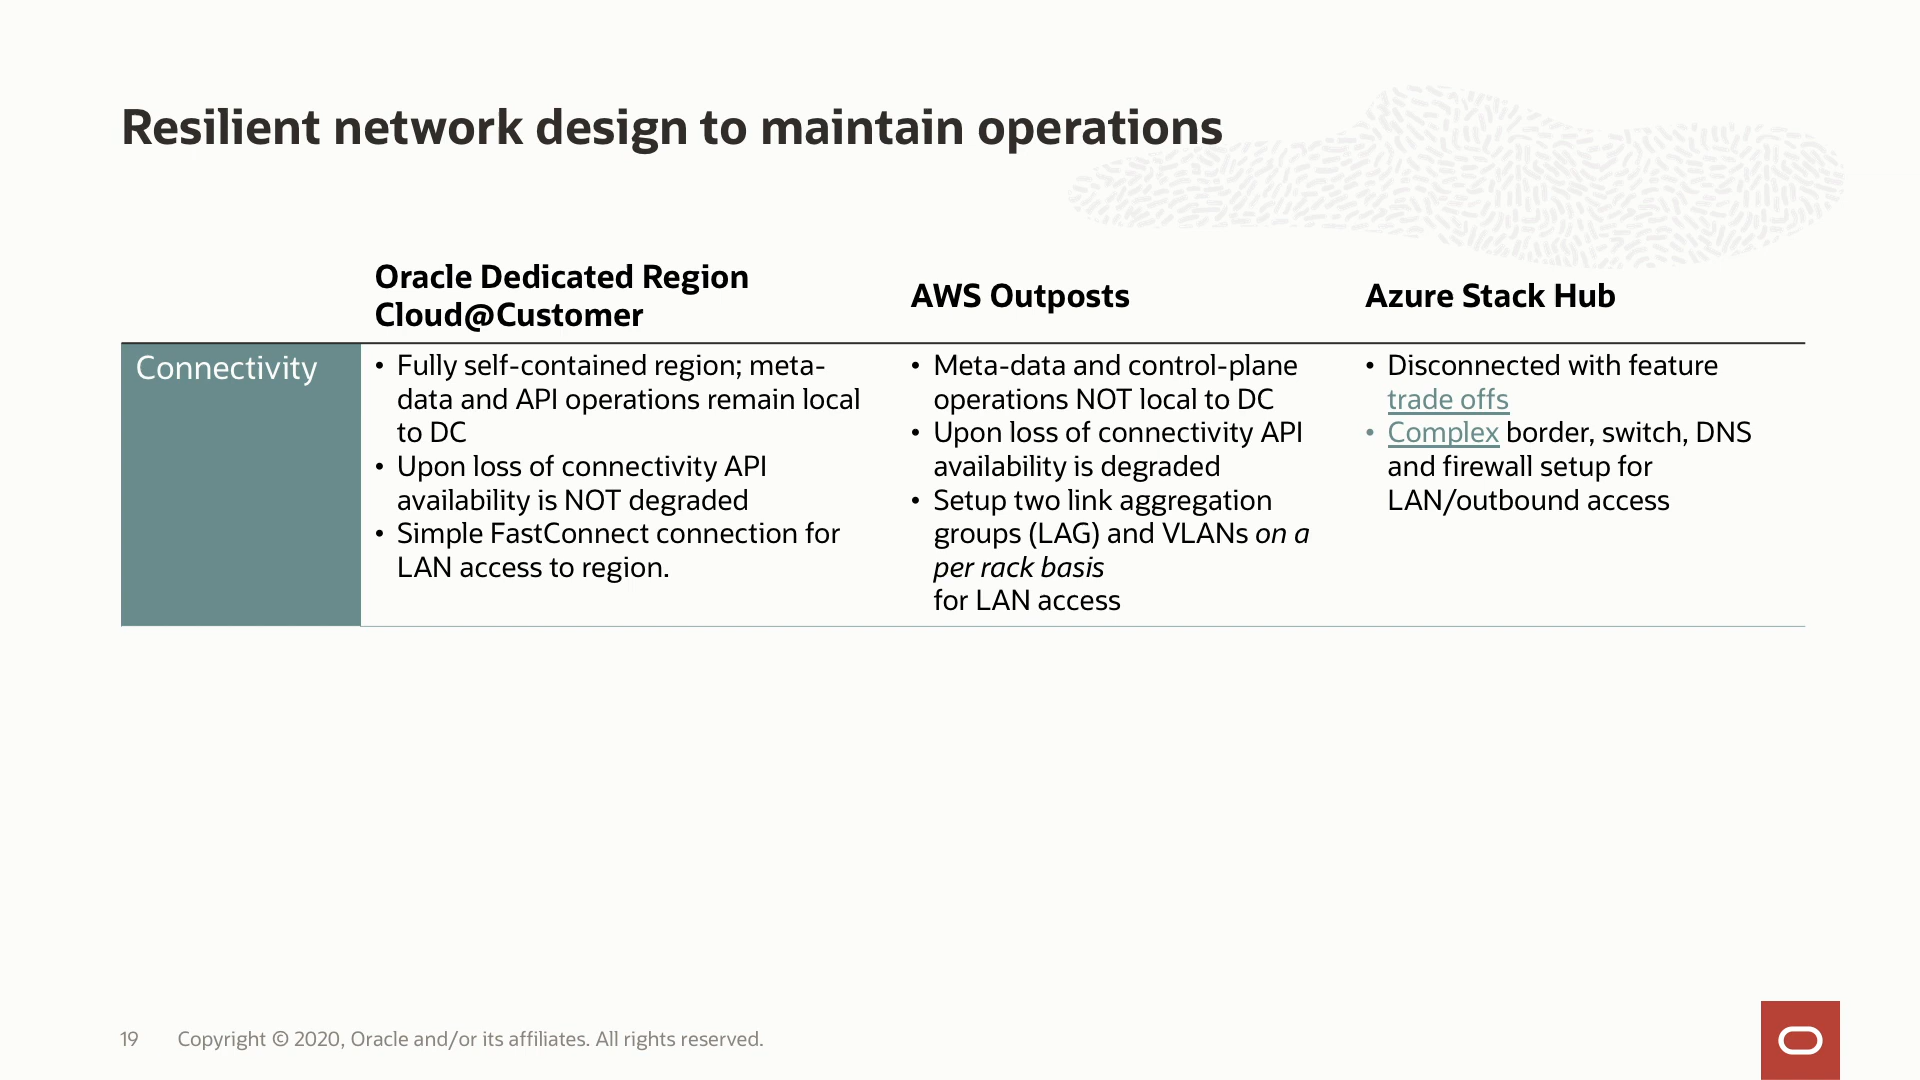 Resilient network design to maintain operations
Oracle Dedicated Region
Cloud@Customer
AWS Outposts
Azure Stack Hub
Connectivity
• Fully self-contained region; meta-
data and API operations remain local
to DC
• Upon loss of connectivity API
availability is NOT degraded
• Simple FastConnect connection for
LAN access to region.
• Meta-data and control-plane
operations NOT local to DC
• Upon loss of connectivity API
availability is degraded
• Setup two link aggregation
groups (LAG) and VLANs on a
per rack basis
for LAN access
• Disconnected with feature
trade offs
• Complex border, switch, DNS
and firewall setup for
LAN/outbound access
19 Copyright © 2020, Oracle and/or its affiliates. All rights reserved.